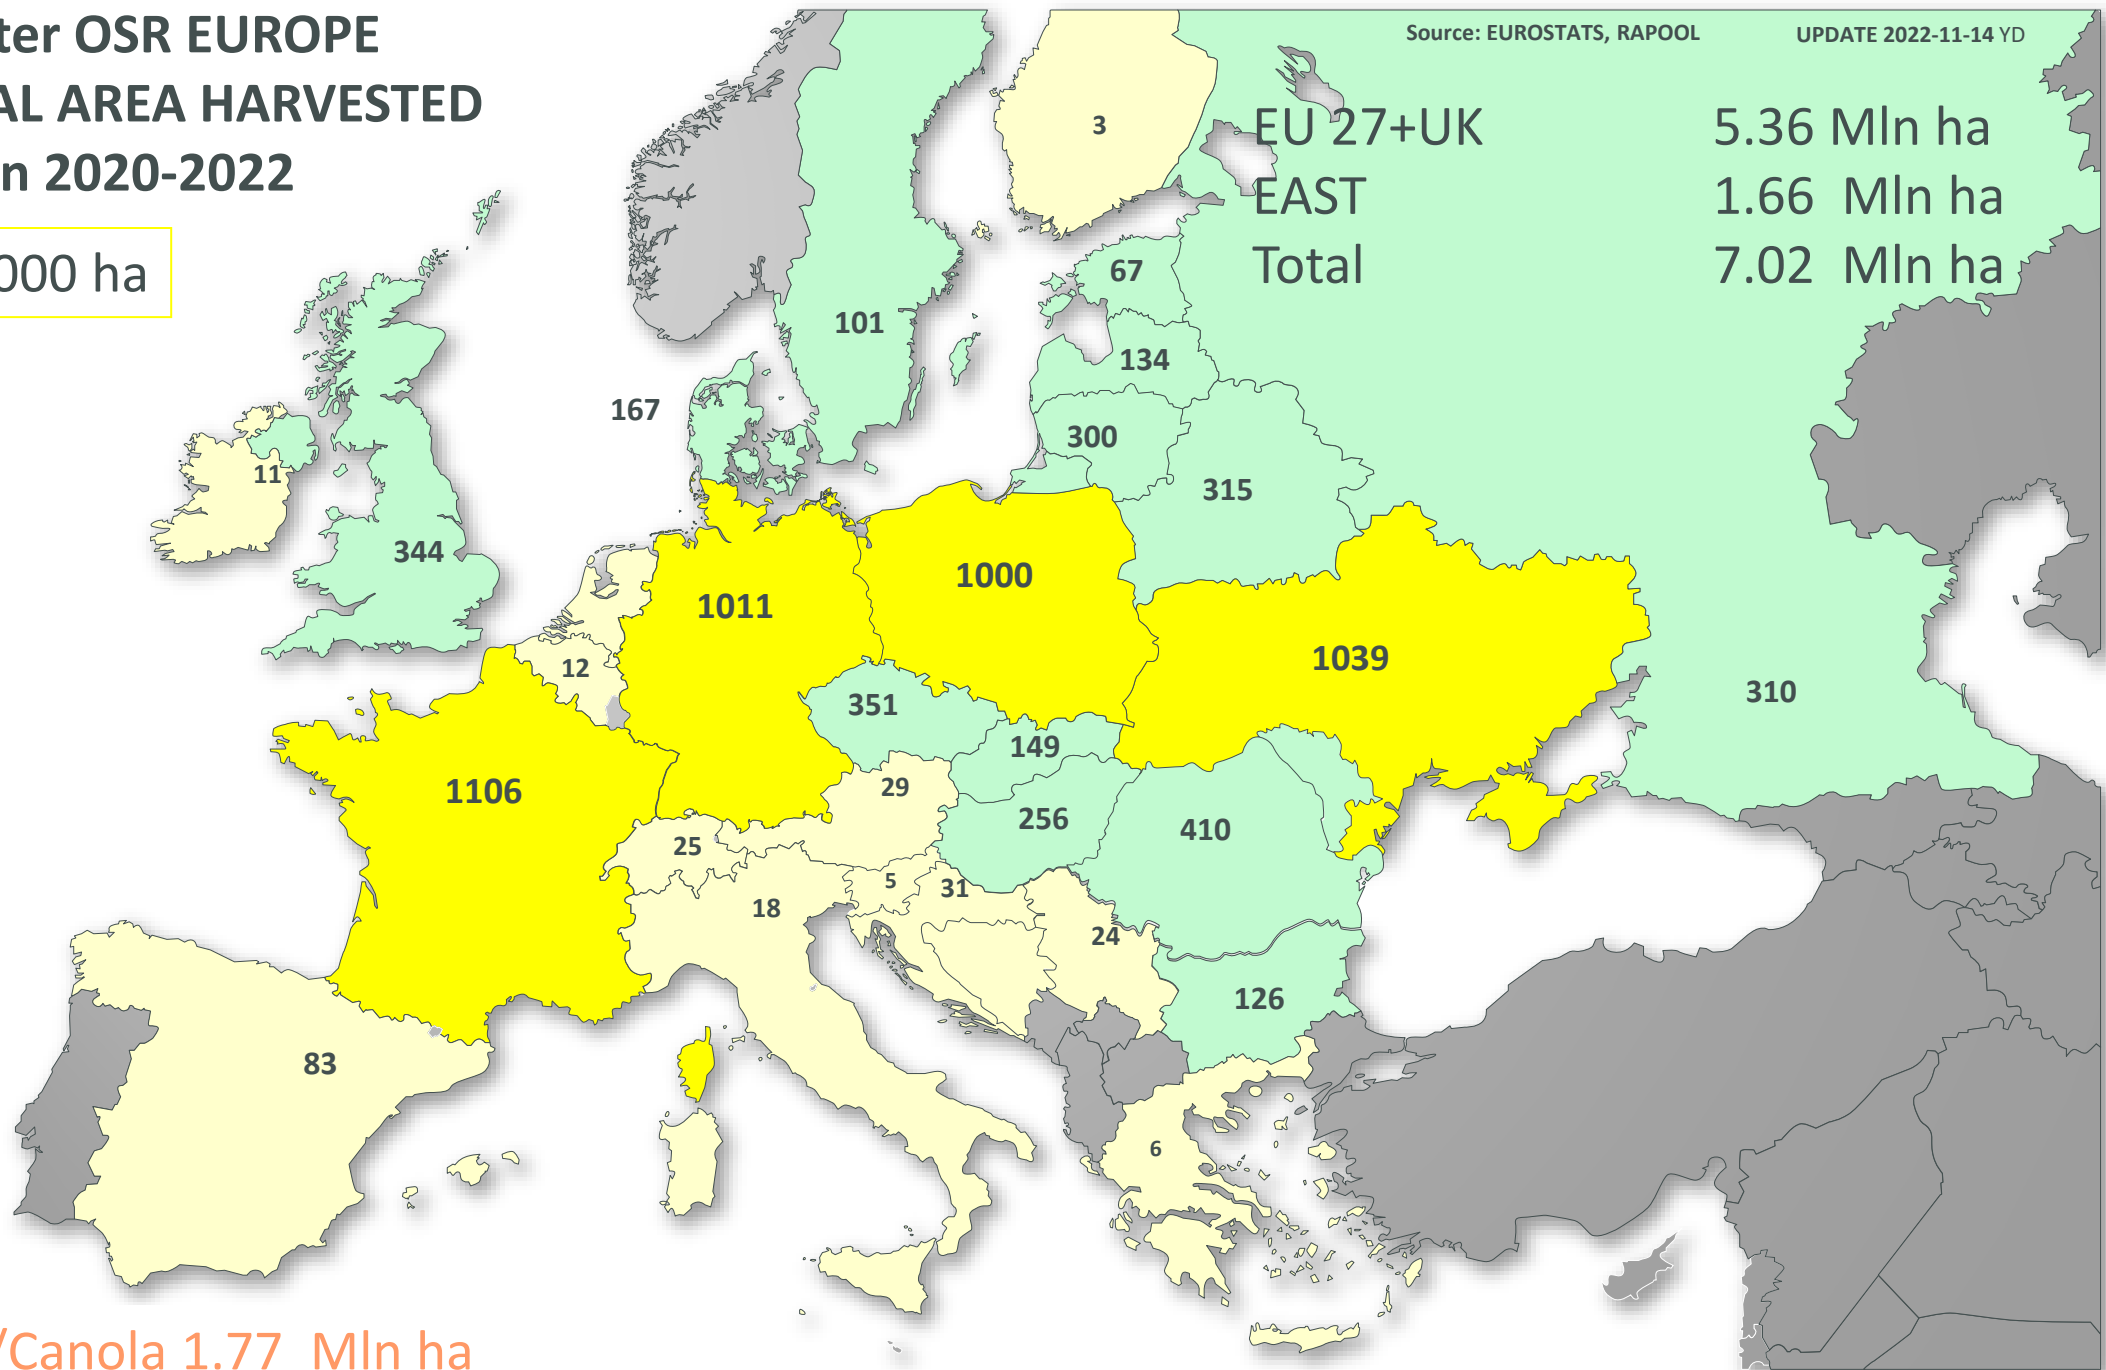 ter OSR EUROPE
AL AREA HARVESTED
n 2020-2022
000 ha
Source: EUROSTATS, RAPOOL
UPDATE 2022-11-14 YD
EU 27+UK 5.36 Mln ha
EAST 1.66 Mln ha
Total 7.02 Mln ha
3
67
101
134
167
300
11
315
344
1000
1011
1039
12
310
351
149
29
1106
256
410
25
5
31
18
24
126
83
6
/Canola 1.77 Mln ha